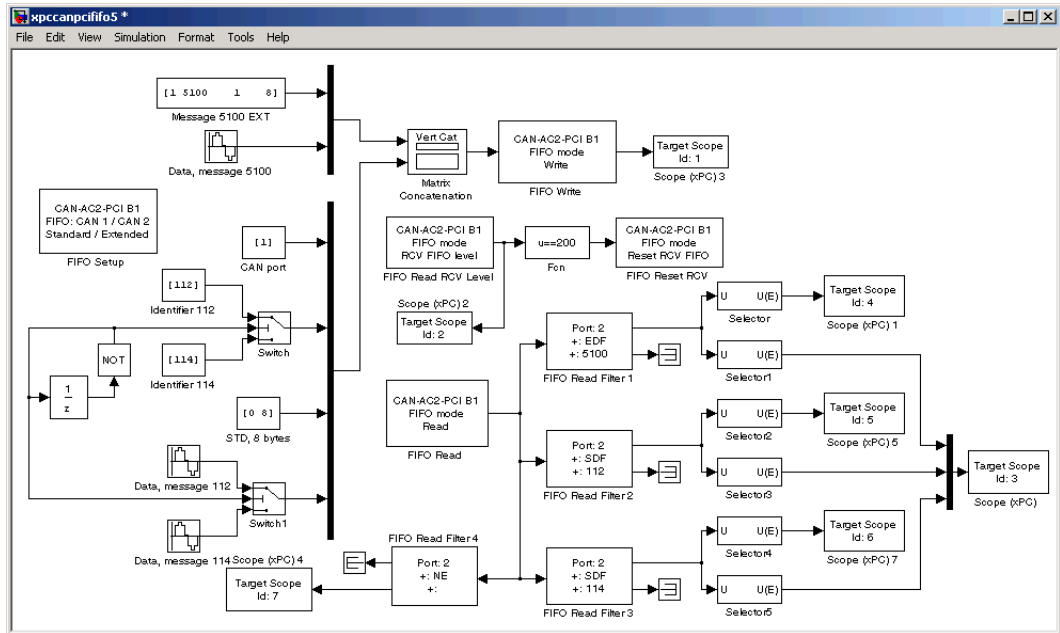 xpccanpcififo5 *
File Edit View Simulation Format Tools Help
[1 5100 1 8]
Message 5100 EXT
Data, message 5100
Vert Cat
Matrix
Concatenation
CAN-AC2-PCI B1
FIFO mode
Write
FIFO Write
Target Scope
Id: 1
Scope (xPC) 3
CAN-AC2-PCI B1
FIFO: CAN 1 / CAN 2
Standard / Extended
FIFO Setup
[1]
CAN port
CAN-AC2-PCI B1
FIFO mode
RCV FIFO level
FIFO Read RCV Level
u==200
Fcn
CAN-AC2-PCI B1
FIFO mode
Reset RCV FIFO
FIFO Reset RCV
[112]
Identifier 112
Switch
[114]
Identifier 114
NOT
1
z
Scope (xPC) 2
Target Scope
Id: 2
Port: 2
+: EDF
+: 5100
FIFO Read Filter1
U U(E)
Selector
Target Scope
Id: 4
Scope (xPC) 1
U U(E)
Selector1
[0 8]
STD, 8 bytes
CAN-AC2-PCI B1
FIFO mode
Read
FIFO Read
Port: 2
+: SDF
+: 112
FIFO Read Filter2
U U(E)
Selector2
Target Scope
Id: 5
Scope (xPC) 5
U U(E)
Selector3
Target Scope
Id: 3
Scope (xPC)
Data, message 112
Switch1
Data, message 114
Scope (xPC) 4
Target Scope
Id: 7
FIFO Read Filter4
Port: 2
+: NE
+:
Port: 2
+: SDF
+: 114
FIFO Read Filter3
U U(E)
Selector4
Target Scope
Id: 6
Scope (xPC) 7
U U(E)
Selector5